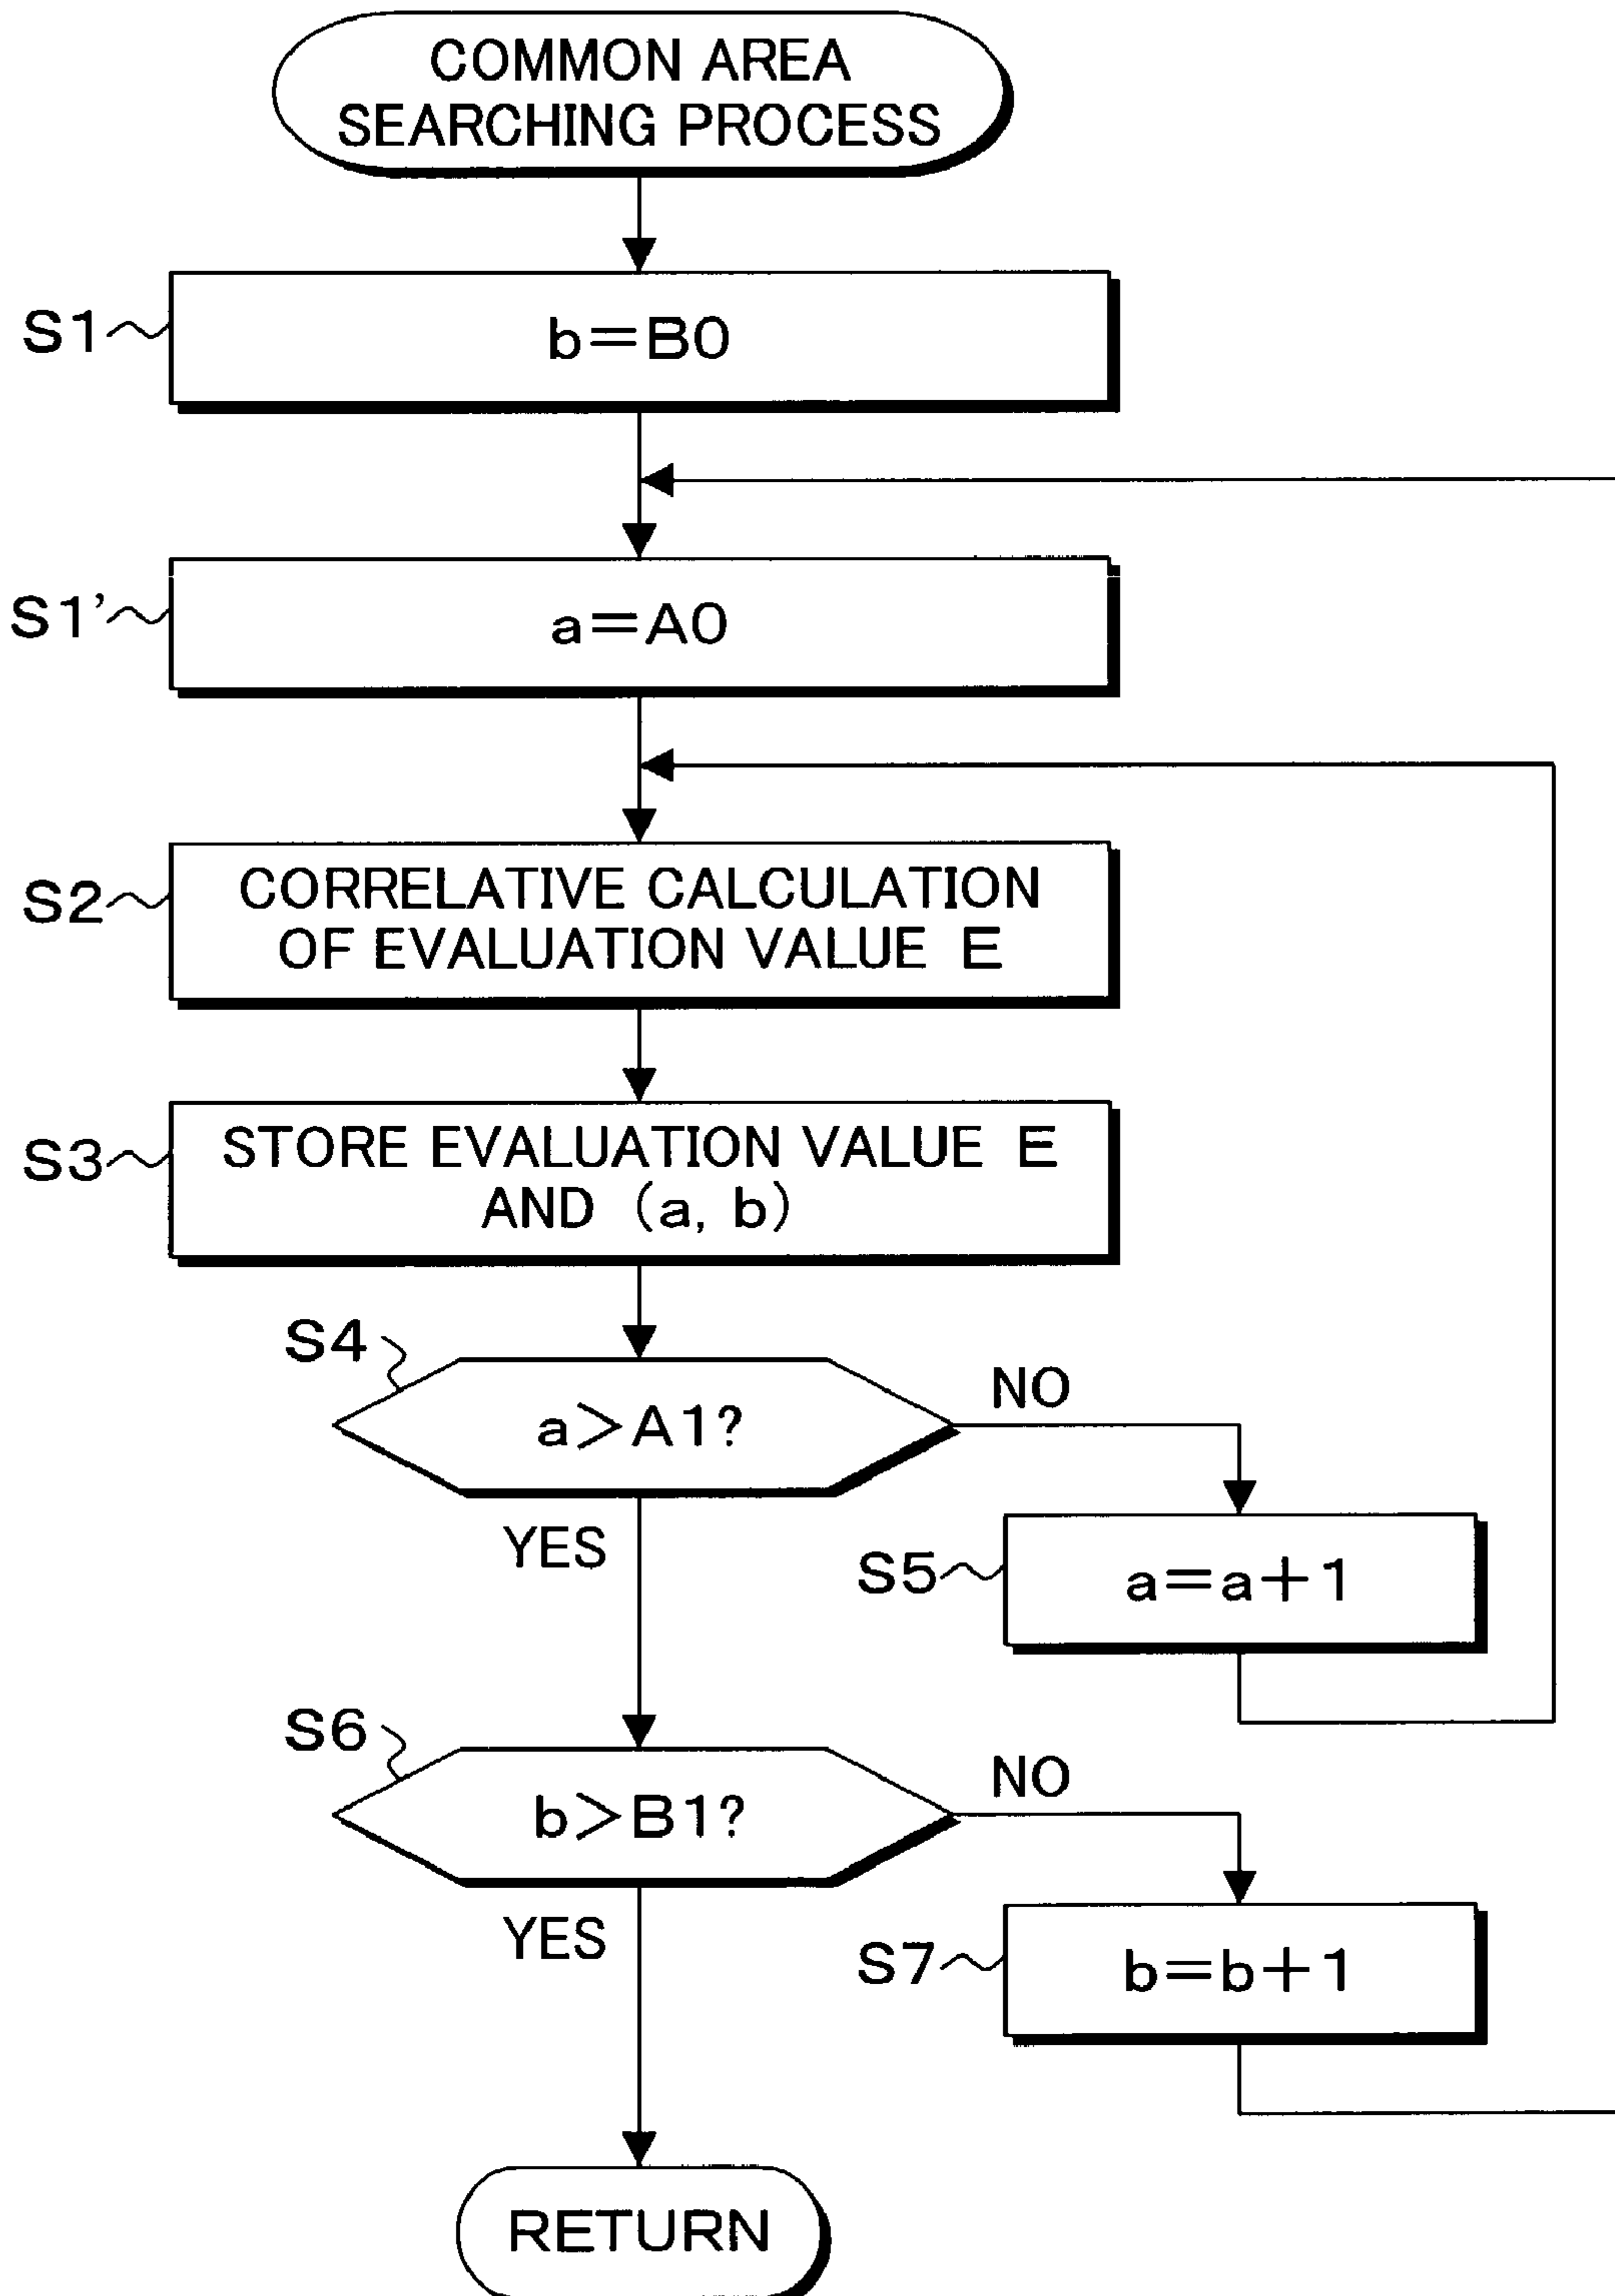 COMMON AREA
SEARCHING PROCESS
S1
b=B0
S1'
a=A0
S2
CORRELATIVE CALCULATION
OF EVALUATION VALUE E
S3
STORE EVALUATION VALUE E
AND (a, b)
S4
a>A1?
NO
YES
S5
a=a+1
S6
b>B1?
NO
YES
S7
b=b+1
RETURN